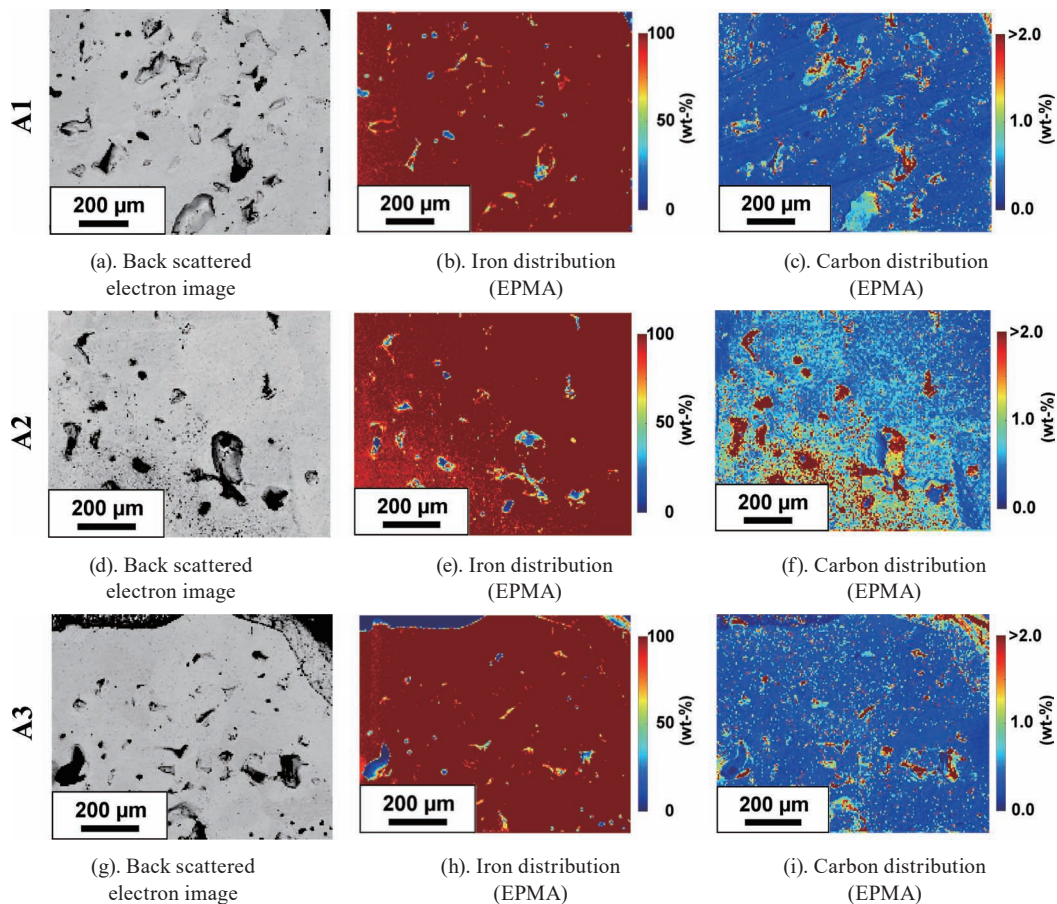 A1
200 µm
100
50
0
(wt-%)
200 µm
>2.0
1.0
0.0
(wt-%)
200 µm
(a). Back scattered
electron image
(b). Iron distribution
(EPMA)
(c). Carbon distribution
(EPMA)
A2
200 µm
100
50
0
(wt-%)
200 µm
>2.0
1.0
0.0
(wt-%)
200 µm
(d). Back scattered
electron image
(e). Iron distribution
(EPMA)
(f). Carbon distribution
(EPMA)
A3
200 µm
100
50
0
(wt-%)
200 µm
>2.0
1.0
0.0
(wt-%)
200 µm
(g). Back scattered
electron image
(h). Iron distribution
(EPMA)
(i). Carbon distribution
(EPMA)